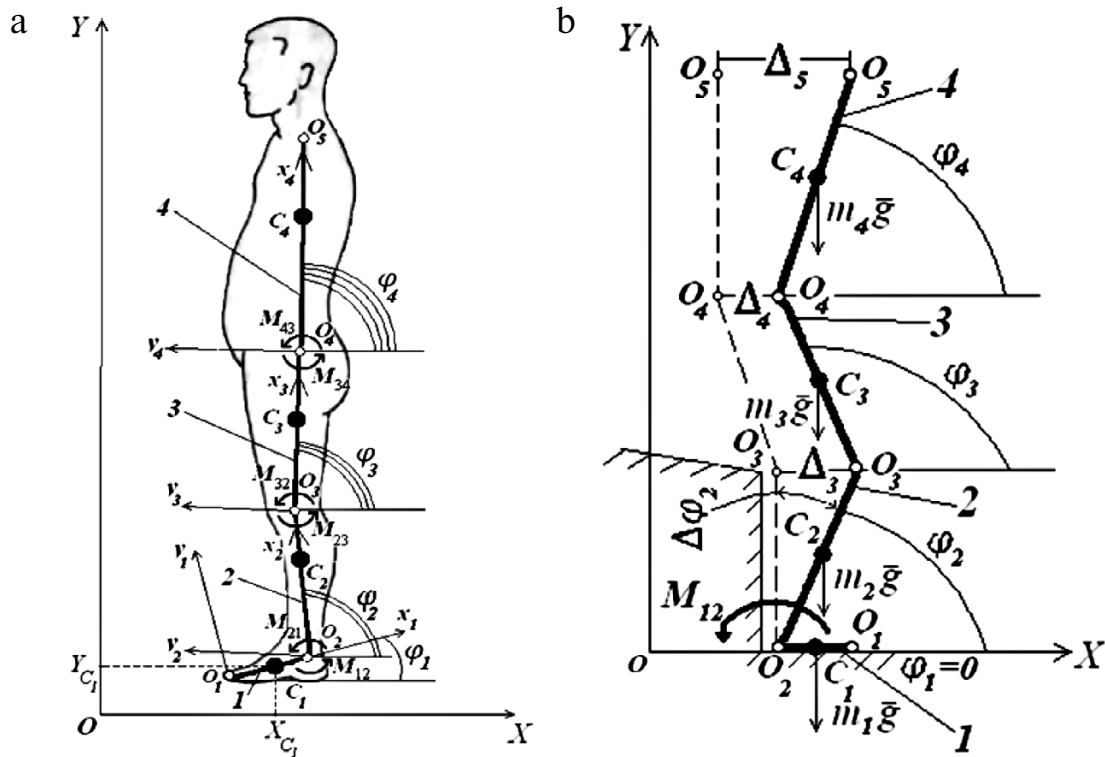 a
Y
O₅
x₄
C₄
4
φ₄
M₄₃
O₄
v₄
M₃₄
x₃
3
C₃
φ₃
M₃₂
O₃
v₃
M₂₃
x₂
v₁
C₂
2
φ₂
M₂₁
O₂
x₁
v₂
φ₁
M₁₂
Y_C₁
O₁
1
C₁
O
X_C₁
X
b
Y
O₅
Δ₅
O₅
4
C₄
φ₄
m₄g̅
O₄
Δ₄
O₄
3
C₃
φ₃
m₃g̅
O₃
Δ₃
O₃
2
Δφ₂
C₂
φ₂
m₂g̅
M₁₂
O₁
O
O₂
C₁
φ₁=0
X
m₁g̅
1